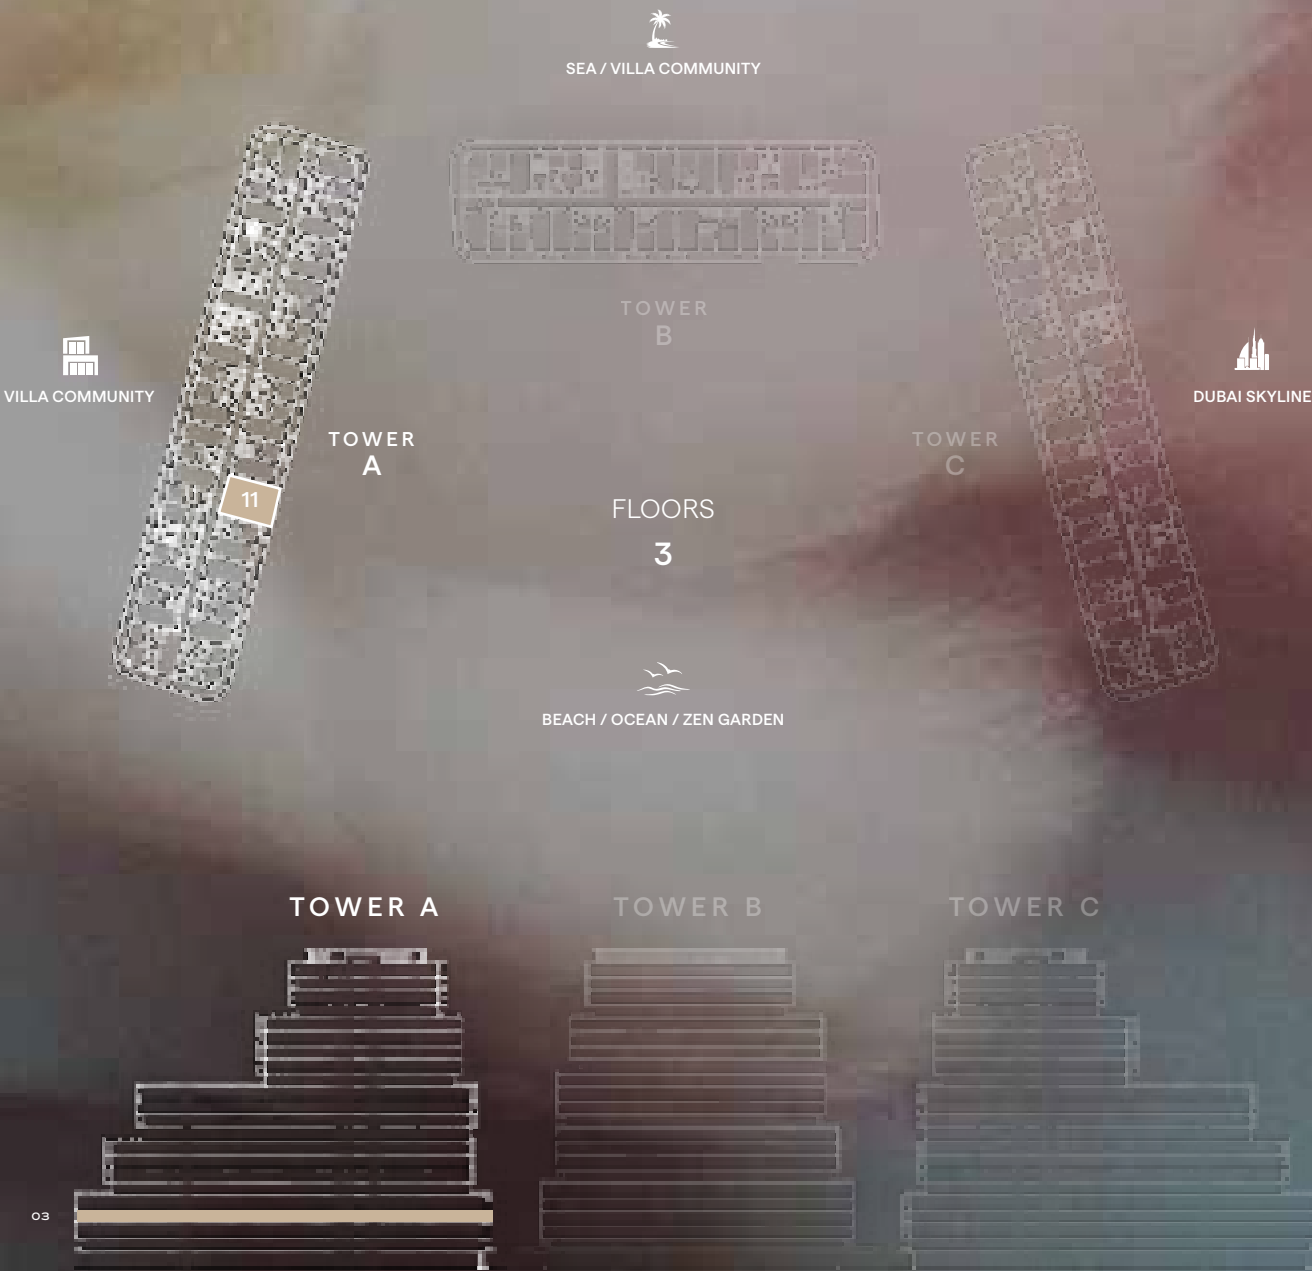 SEA / VILLA COMMUNITY
TOWER
B
VILLA COMMUNITY
DUBAI SKYLINE
TOWER
A
TOWER
C
11
FLOORS
3
BEACH / OCEAN / ZEN GARDEN
TOWER A
TOWER B
TOWER C
03